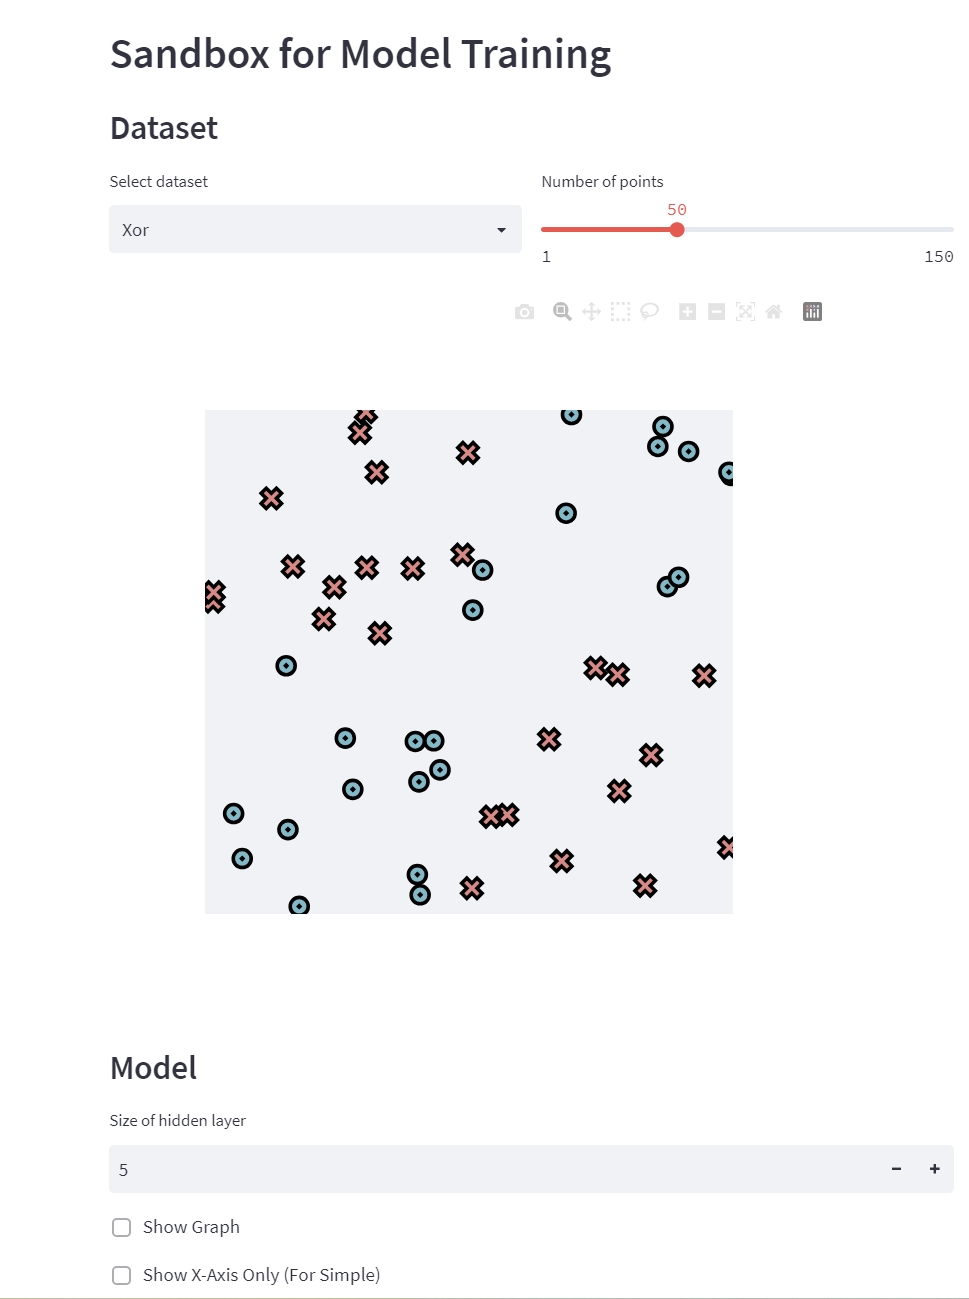 Sandbox for Model Training
Dataset
Select dataset
Number of points
Xor
50
1
150
Model
Size of hidden layer
5
Show Graph
Show X-Axis Only (For Simple)